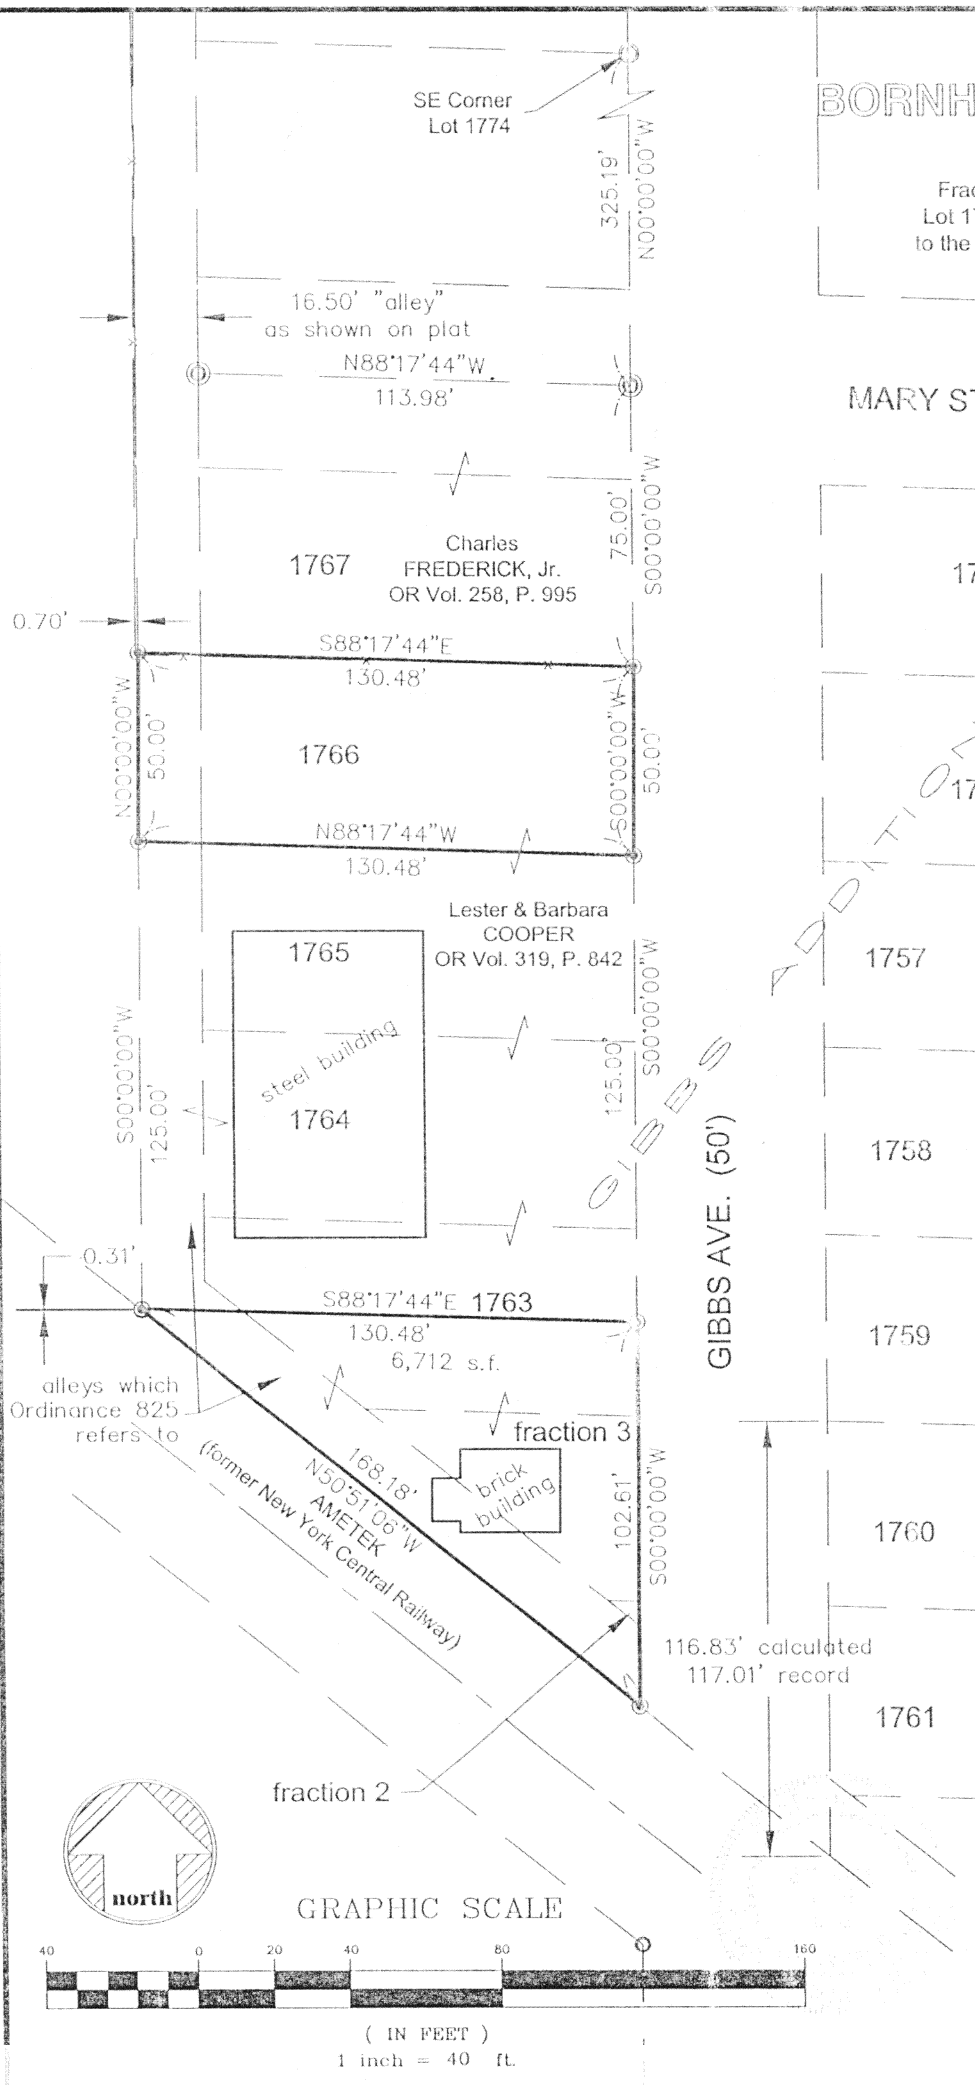 SE Corner
Lot 1774
325.19'
N00°00'00"W
BORNH
Frac
Lot 17
to the
16.50' "alley"
as shown on plat
N88°17'44"W
113.98'
MARY ST
75.00'
S00°00'00"W
1767
Charles
FREDERICK, Jr.
OR Vol. 258, P. 995
17
0.70'
S88°17'44"E
130.48'
N00°00'00"W
50.00'
1766
S00°00'00"W
50.00'
17
N88°17'44"W
130.48'
Lester & Barbara
COOPER
OR Vol. 319, P. 842
1765
1757
S00°00'00"W
125.00'
steel building
1764
125.00'
S00°00'00"W
GIBBS ADDITION
GIBBS AVE. (50')
1758
0.31'
S88°17'44"E
1763
130.48'
6,712 s.f.
1759
alleys which
Ordinance 825
refers to
fraction 3
168.18'
N50°51'06"W
AMETEK
(former New York Central Railway)
brick
building
102.61'
S00°00'00"W
1760
116.83' calculated
117.01' record
1761
fraction 2
north
GRAPHIC SCALE
40 0 20 40 80 160
( IN FEET )
1 inch = 40 ft.